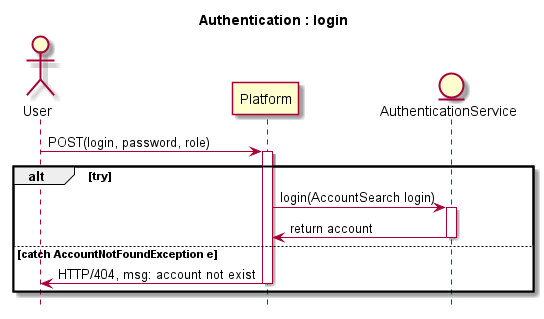 Authentication : login
User
Platform
AuthenticationService
POST(login, password, role)
alt
[try]
login(AccountSearch login)
return account
[catch AccountNotFoundException e]
HTTP/404, msg: account not exist